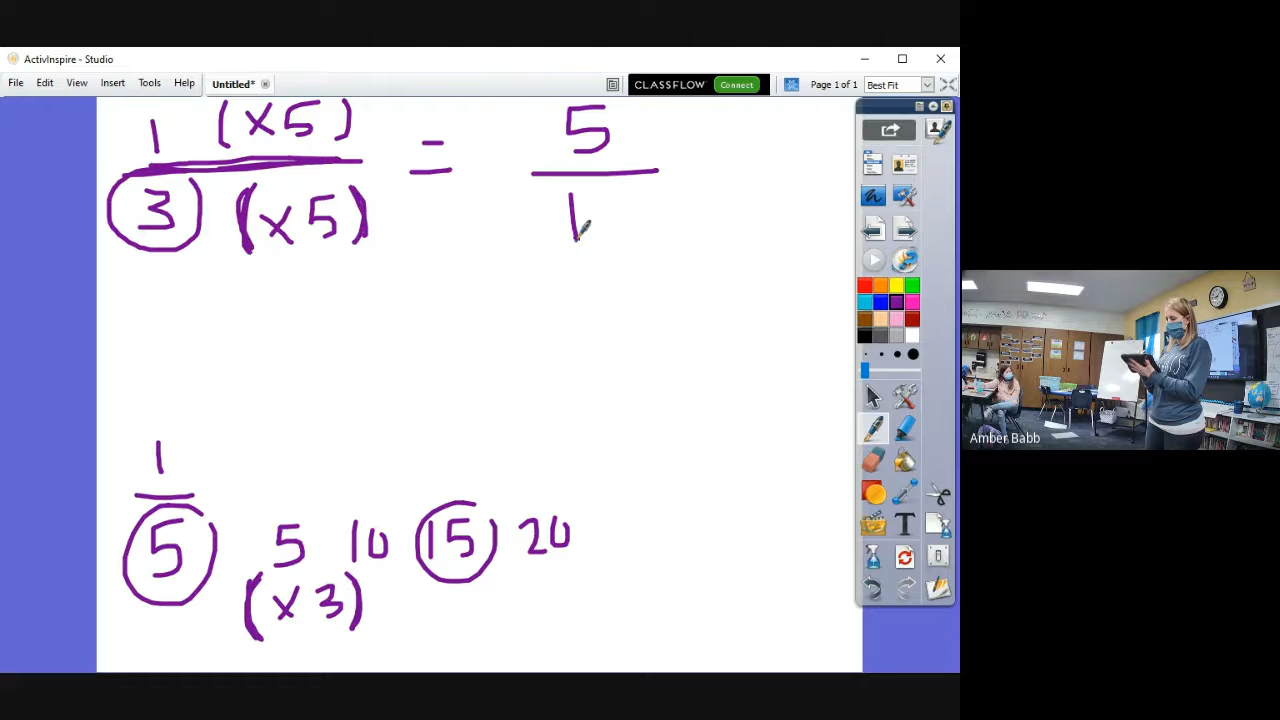 ActivInspire - Studio
File Edit View Insert Tools Help Untitled* CLASSFLOW Connect Page 1 of 1 Best Fit
1 (x5) = 5
3 (x5) 1
1
5 5 10 15 20
(x3)
T
Amber Babb